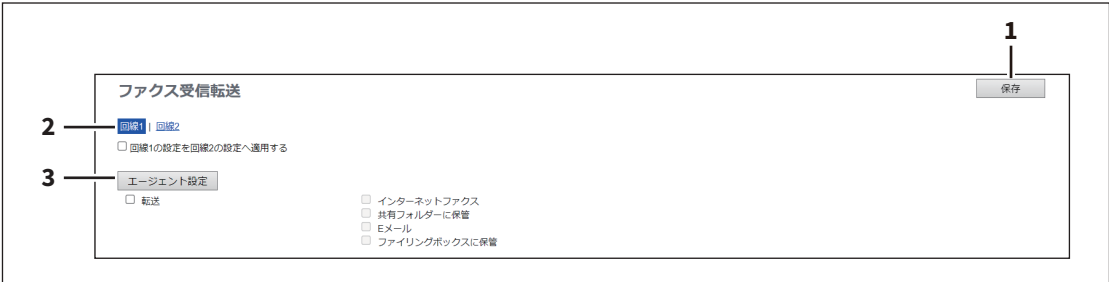 1
ファクス受信転送
保存
2
回線1 | 回線2
回線1の設定を回線2の設定へ適用する
3
エージェント設定
転送
インターネットファクス
共有フォルダーに保管
Eメール
ファイリングボックスに保管